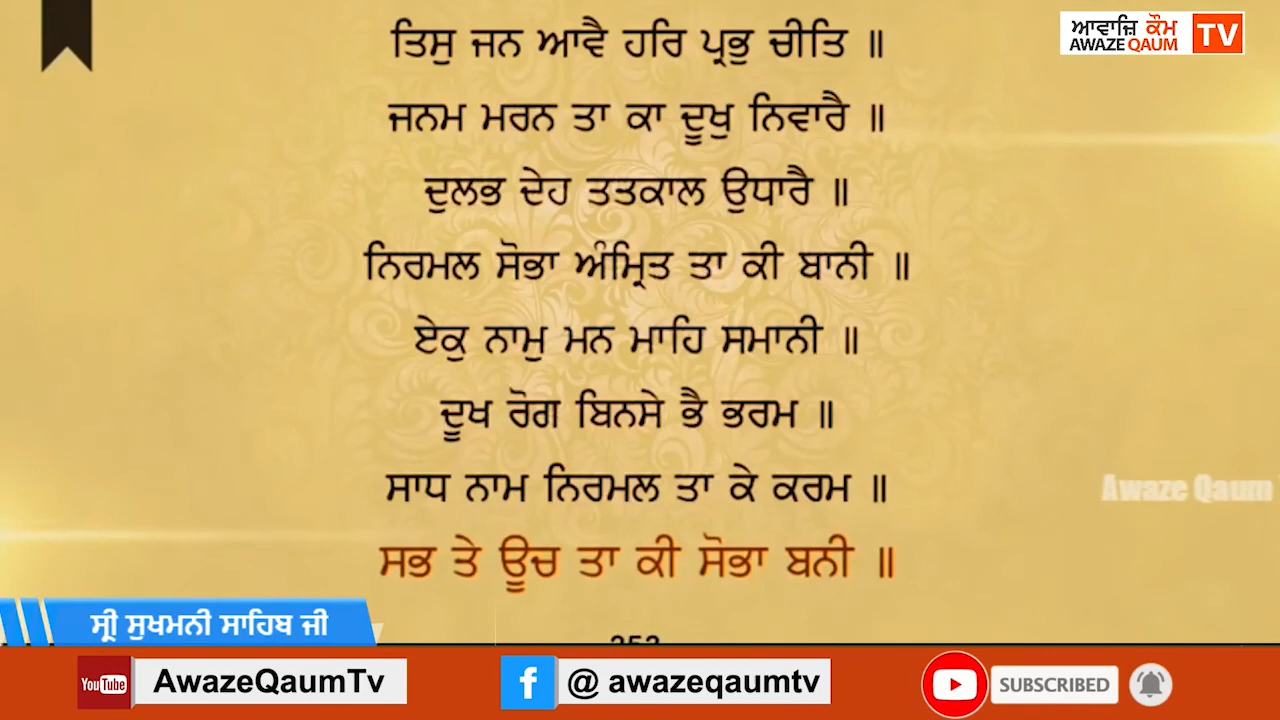 ਤਿਸੁ ਜਨ ਆਵੈ ਹਰਿ ਪ੍ਰਭੁ ਚੀਤਿ ॥
ਆਵਾਜ਼ਿ ਕੌਮ
AWAZE QAUM TV
ਜਨਮ ਮਰਨ ਤਾ ਕਾ ਦੂਖੁ ਨਿਵਾਰੈ ॥
ਦੁਲਭ ਦੇਹ ਤਤਕਾਲ ਉਧਾਰੈ ॥
ਨਿਰਮਲ ਸੋਭਾ ਅੰਮ੍ਰਿਤ ਤਾ ਕੀ ਬਾਨੀ ॥
ਏਕੁ ਨਾਮੁ ਮਨ ਮਾਹਿ ਸਮਾਨੀ ॥
ਦੂਖ ਰੋਗ ਬਿਨਸੇ ਭੈ ਭਰਮ ॥
ਸਾਧ ਨਾਮ ਨਿਰਮਲ ਤਾ ਕੇ ਕਰਮ ॥
Awaze Qaum
ਸਭ ਤੇ ਊਚ ਤਾ ਕੀ ਸੋਭਾ ਬਨੀ ॥
ਸ੍ਰੀ ਸੁਖਮਨੀ ਸਾਹਿਬ ਜੀ
YouTube AwazeQaumTv
f @ awazeqaumtv
SUBSCRIBED